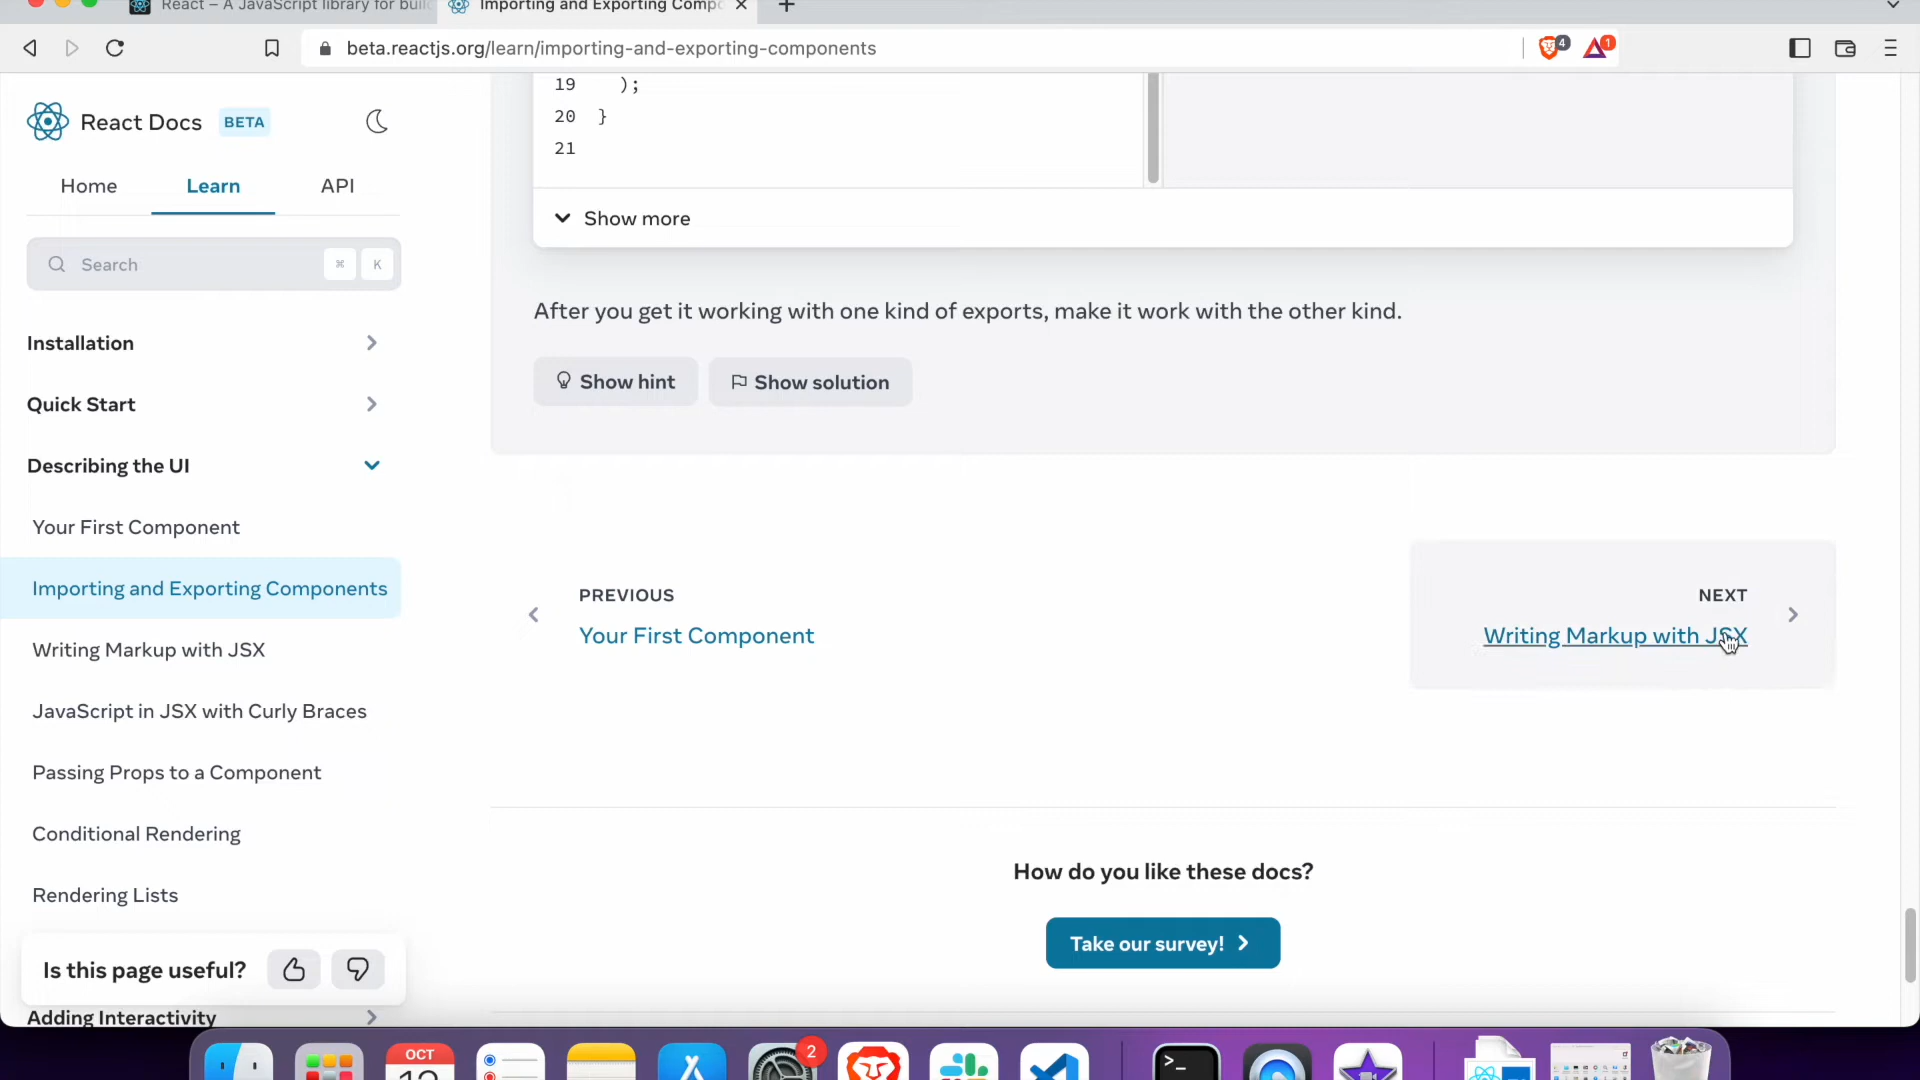 React – A JavaScript library for buil
Importing and Exporting Compo
beta.reactjs.org/learn/importing-and-exporting-components
4
1
React Docs
BETA
Home
Learn
API
Search
⌘
K
Installation
Quick Start
Describing the UI
Your First Component
Importing and Exporting Components
Writing Markup with JSX
JavaScript in JSX with Curly Braces
Passing Props to a Component
Conditional Rendering
Rendering Lists
Is this page useful?
Adding Interactivity
19 );
20 }
21
Show more
After you get it working with one kind of exports, make it work with the other kind.
Show hint
Show solution
PREVIOUS
Your First Component
NEXT
Writing Markup with JSX
How do you like these docs?
Take our survey!
OCT
2
>_